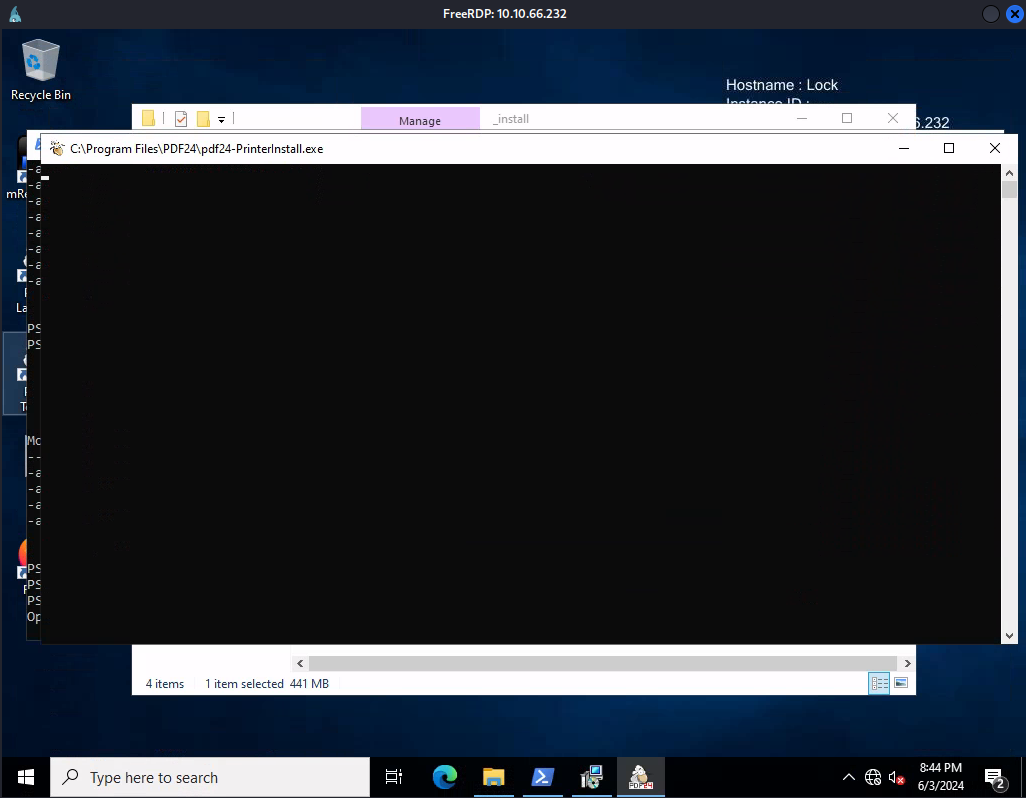 FreeRDP: 10.10.66.232
Recycle Bin
Hostname : Lock
Instance ID :
6.232
Manage
_install
C:\Program Files\PDF24\pdf24-PrinterInstall.exe
mRe
-a
-a
-a
-a
-a
-a
-a
-a
La
PS
PS
Mo
--
-a
-a
-a
-a
PS
PS
PS
Op
4 items 1 item selected 441 MB
Type here to search
PDF24
8:44 PM
6/3/2024
2